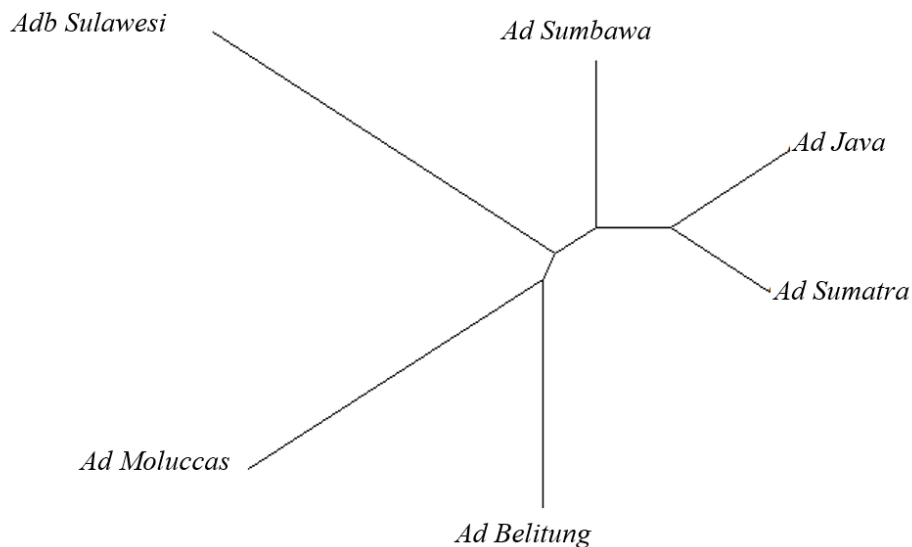 Adb Sulawesi
Ad Sumbawa
Ad Java
Ad Sumatra
Ad Moluccas
Ad Belitung